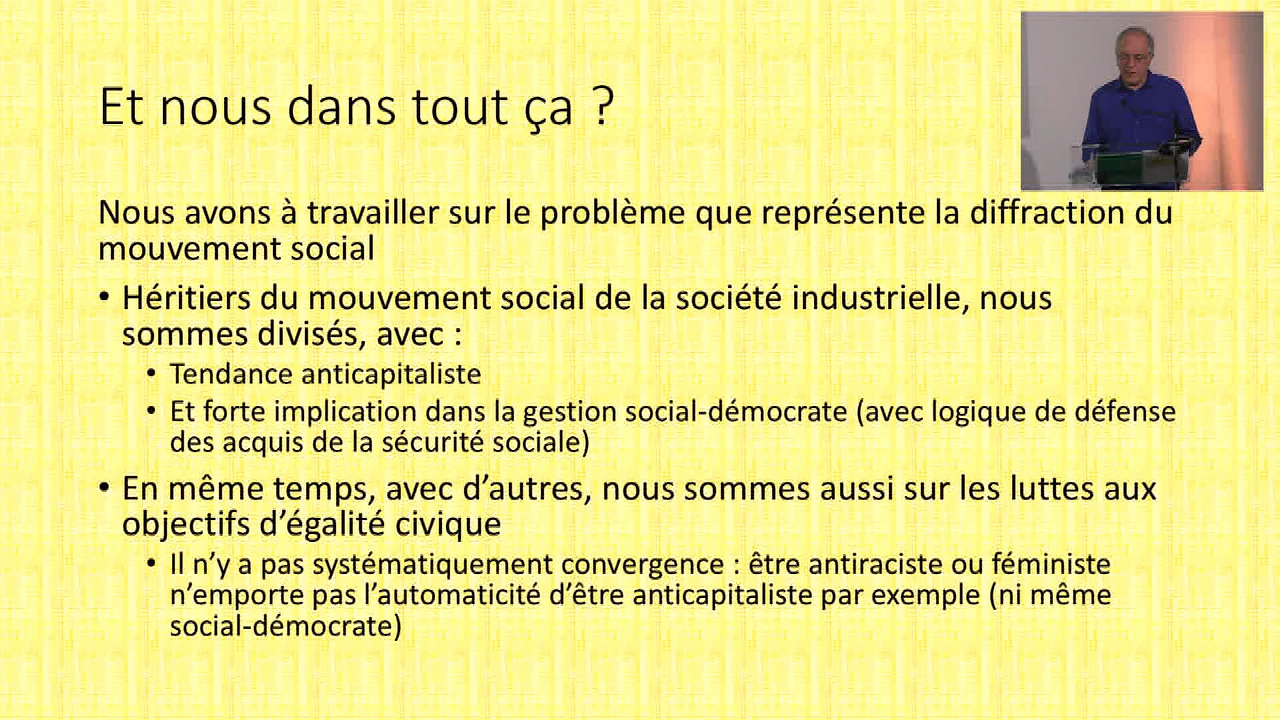 Et nous dans tout ça ?
Nous avons à travailler sur le problème que représente la diffraction du
mouvement social
• Héritiers du mouvement social de la société industrielle, nous
sommes divisés, avec :
• Tendance anticapitaliste
• Et forte implication dans la gestion social-démocrate (avec logique de défense
des acquis de la sécurité sociale)
• En même temps, avec d’autres, nous sommes aussi sur les luttes aux
objectifs d’égalité civique
• Il n’y a pas systématiquement convergence : être antiraciste ou féministe
n’emporte pas l’automaticité d’être anticapitaliste par exemple (ni même
social-démocrate)